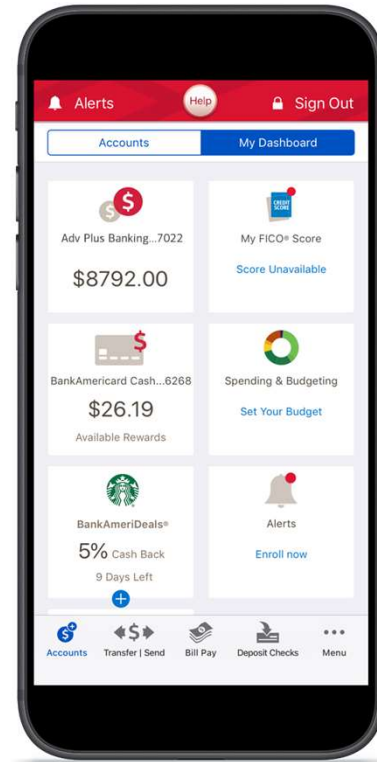 Alerts
Help
Sign Out
Accounts
My Dashboard
Adv Plus Banking...7022
$8792.00
CREDIT SCORE
My FICO® Score
Score Unavailable
BankAmericard Cash...6268
$26.19
Available Rewards
Spending & Budgeting
Set Your Budget
BankAmeriDeals®
5% Cash Back
9 Days Left
Alerts
Enroll now
Accounts
Transfer | Send
Bill Pay
Deposit Checks
Menu